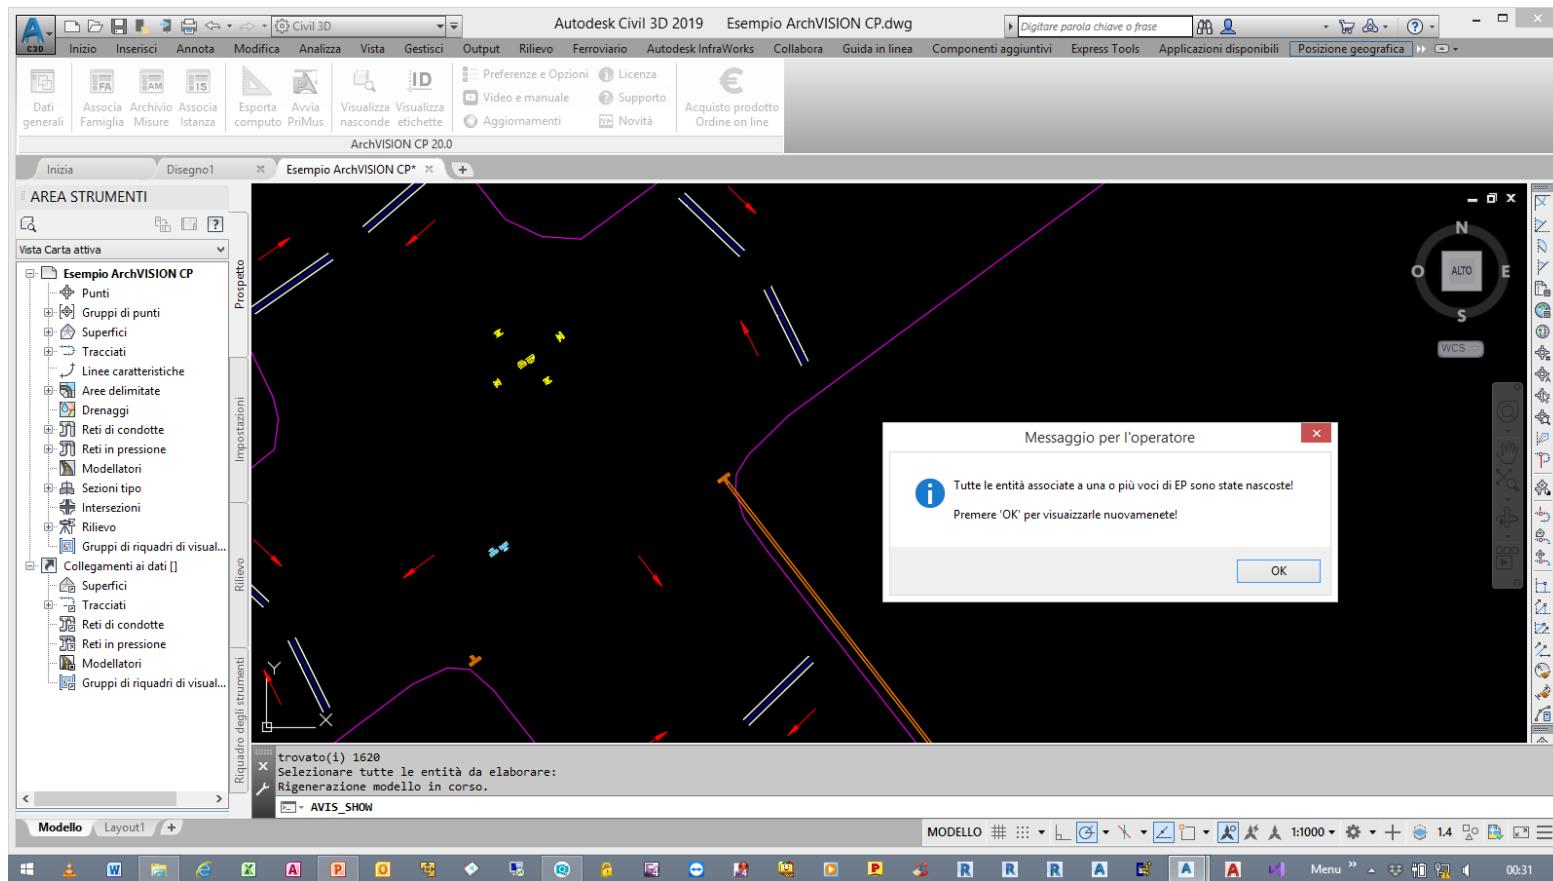 Civil 3D
Autodesk Civil 3D 2019 Esempio ArchVISION CP.dwg
Digitare parola chiave o frase
C3D
Inizio Inserisci Annota Modifica Analizza Vista Gestisci Output Rilievo Ferroviario Autodesk InfraWorks Collabora Guida in linea Componenti aggiuntivi Express Tools Applicazioni disponibili Posizione geografica
FA AM IS ID
Preferenze e Opzioni Licenza
Video e manuale Supporto
Aggiornamenti Novità
Dati generali
Associa Famiglia
Archivio Misure
Associa Istanza
Esporta computo
Avvia PriMus
Visualizza nasconde
Visualizza etichette
Acquisto prodotto
Ordine on line
ArchVISION CP 20.0
Inizia Disegno1 Esempio ArchVISION CP*
AREA STRUMENTI
Vista Carta attiva
Esempio ArchVISION CP
Punti
Gruppi di punti
Superfici
Tracciati
Linee caratteristiche
Aree delimitate
Drenaggi
Reti di condotte
Reti in pressione
Modellatori
Sezioni tipo
Intersezioni
Rilievo
Gruppi di riquadri di visual...
Collegamenti ai dati []
Superfici
Tracciati
Reti di condotte
Reti in pressione
Modellatori
Gruppi di riquadri di visual...
Prospetto
Impostazioni
Rilievo
Riquadro degli strumenti
N
O ALTO E
S
WCS
Messaggio per l'operatore
Tutte le entità associate a una o più voci di EP sono state nascoste!
Premere 'OK' per visuaizzarle nuovamenete!
OK
Y
X
trovato(i) 1620
Selezionare tutte le entità da elaborare:
Rigenerazione modello in corso.
AVIS_SHOW
Modello Layout1
MODELLO 1:1000 1.4
Menu 00:31